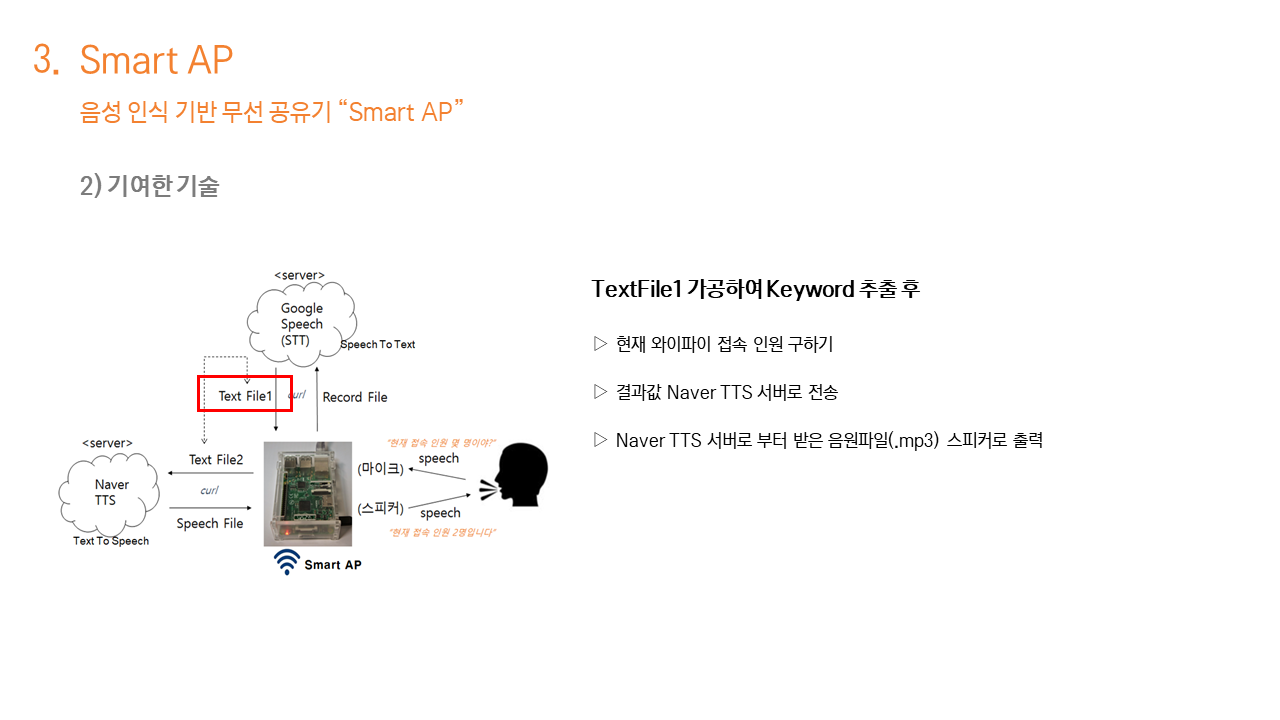 3. Smart AP
음성 인식 기반 무선 공유기 “Smart AP”
2) 기여한 기술
<server>
Google
Speech
(STT)
Speech To Text
Text File1
curl
Record File
<server>
Naver
TTS
Text To Speech
Text File2
curl
Speech File
"현재 접속 인원 몇 명이야?"
(마이크)
speech
(스피커)
speech
"현재 접속 인원 2명입니다"
Smart AP
TextFile1 가공하여 Keyword 추출 후
▷ 현재 와이파이 접속 인원 구하기
▷ 결과값 Naver TTS 서버로 전송
▷ Naver TTS 서버로 부터 받은 음원파일(.mp3) 스피커로 출력